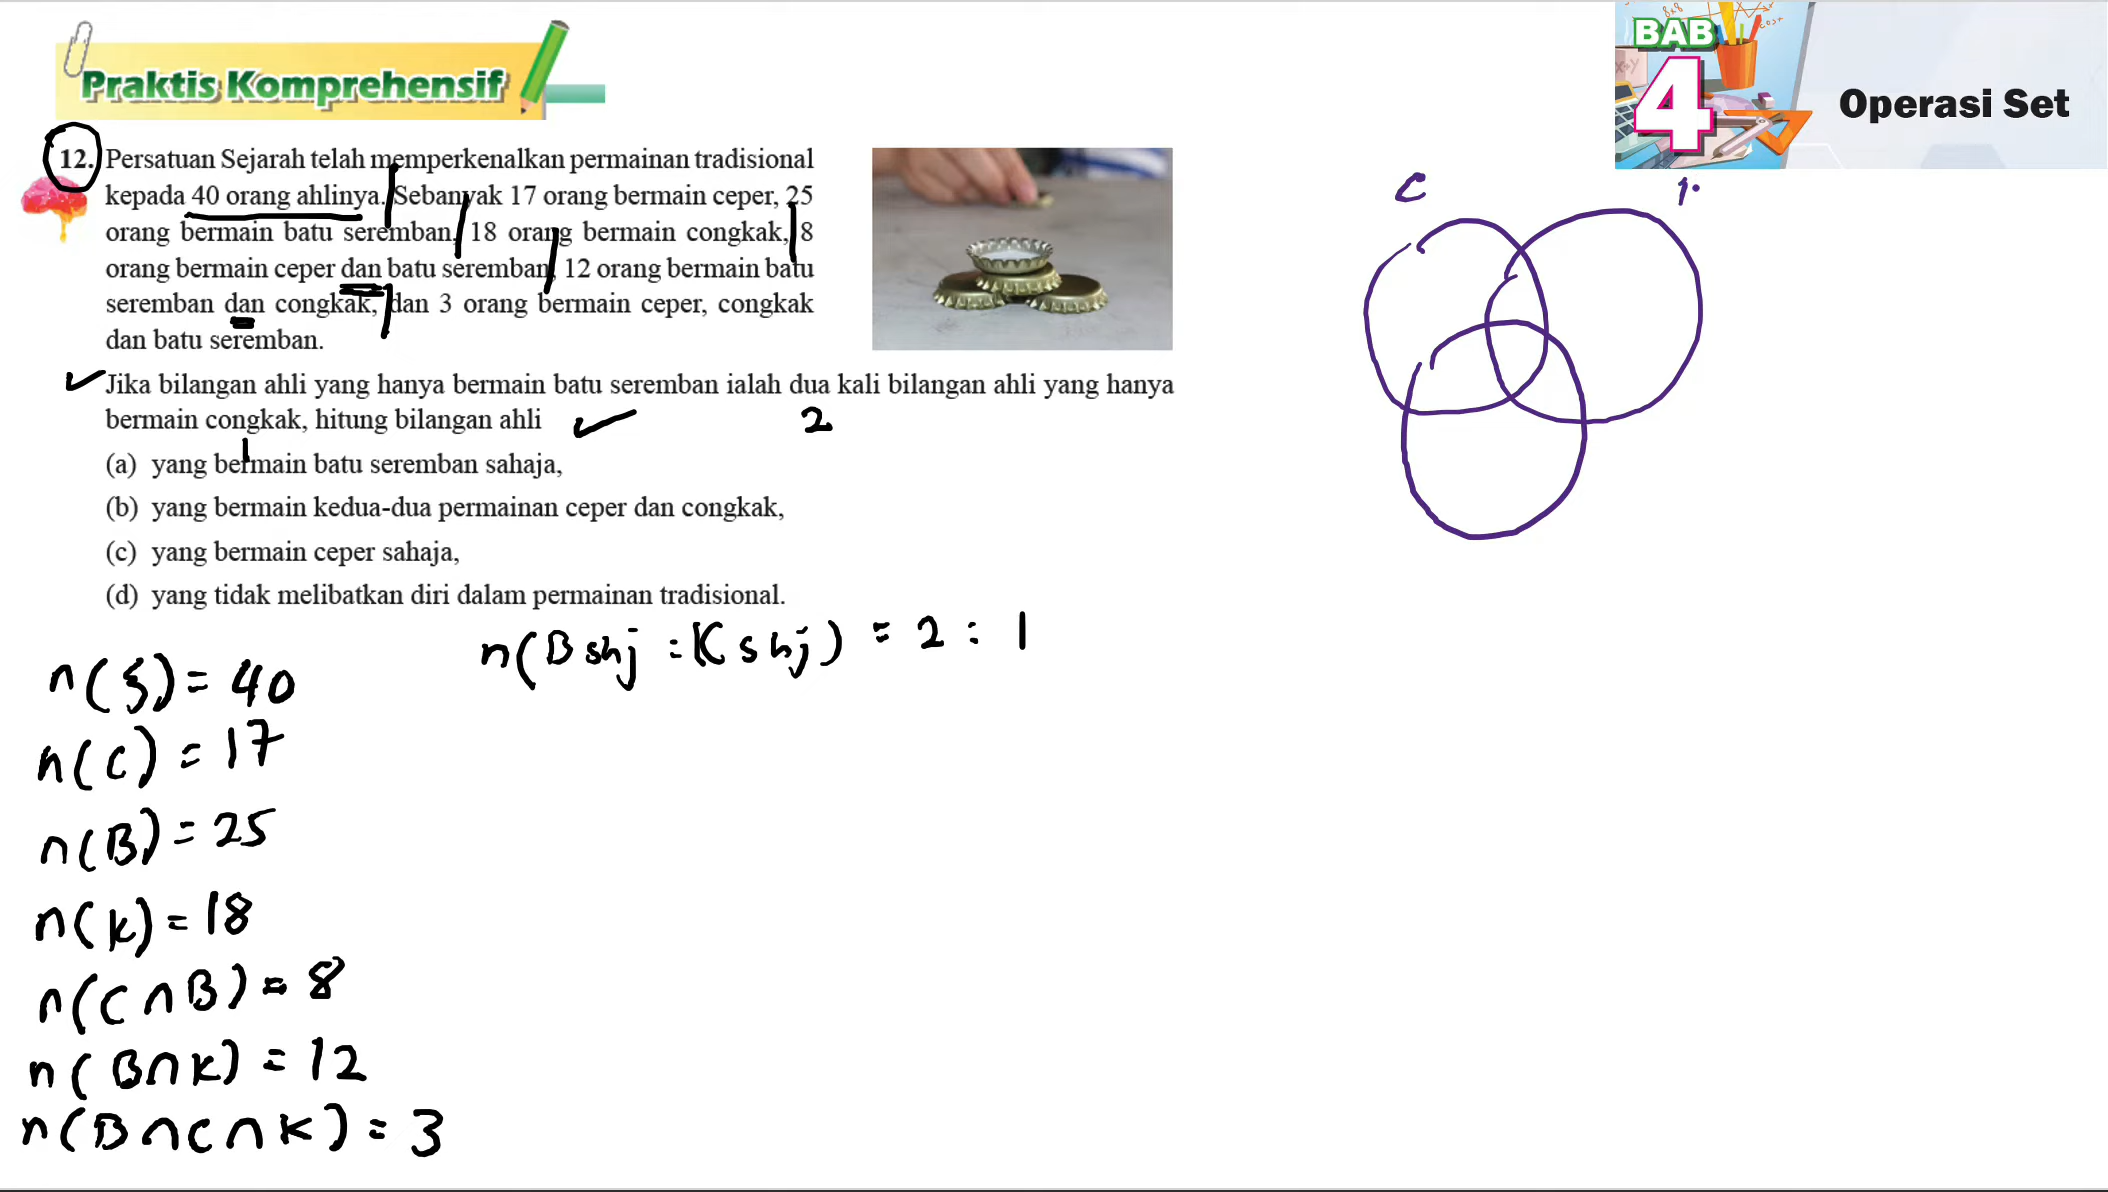 Praktis Komprehensif
BAB
4
Operasi Set
12. Persatuan Sejarah telah memperkenalkan permainan tradisional
kepada 40 orang ahlinya. Sebanyak 17 orang bermain ceper, 25
orang bermain batu seremban, 18 orang bermain congkak, 8
orang bermain ceper dan batu seremban, 12 orang bermain batu
seremban dan congkak, dan 3 orang bermain ceper, congkak
dan batu seremban.
Jika bilangan ahli yang hanya bermain batu seremban ialah dua kali bilangan ahli yang hanya
bermain congkak, hitung bilangan ahli
2
1
(a) yang bermain batu seremban sahaja,
(b) yang bermain kedua-dua permainan ceper dan congkak,
(c) yang bermain ceper sahaja,
(d) yang tidak melibatkan diri dalam permainan tradisional.
n(B shj : K shj) = 2 : 1
n(ξ) = 40
n(C) = 17
n(B) = 25
n(K) = 18
n(C ∩ B) = 8
n(B ∩ K) = 12
n(B ∩ C ∩ K) = 3
C